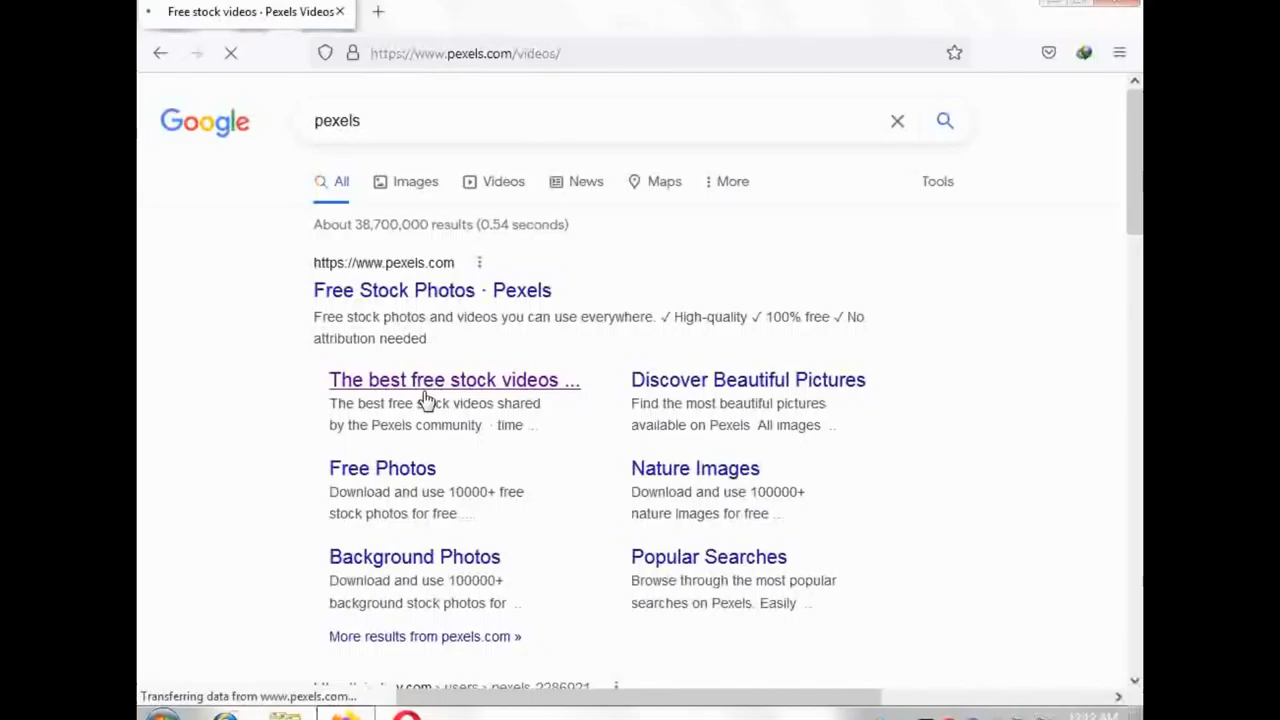 Free stock videos · Pexels Videos
https://www.pexels.com/videos/
Google
pexels
All Images Videos News Maps More Tools
About 38,700,000 results (0.54 seconds)
https://www.pexels.com
Free Stock Photos · Pexels
Free stock photos and videos you can use everywhere. ✓ High-quality ✓ 100% free ✓ No
attribution needed
The best free stock videos ...
The best free stock videos shared
by the Pexels community · time ...
Discover Beautiful Pictures
Find the most beautiful pictures
available on Pexels All images ...
Free Photos
Download and use 10000+ free
stock photos for free ....
Nature Images
Download and use 100000+
nature images for free ...
Background Photos
Download and use 100000+
background stock photos for ...
Popular Searches
Browse through the most popular
searches on Pexels. Easily ...
More results from pexels.com »
users › pexels-2286921
Transferring data from www.pexels.com...
12:12 AM